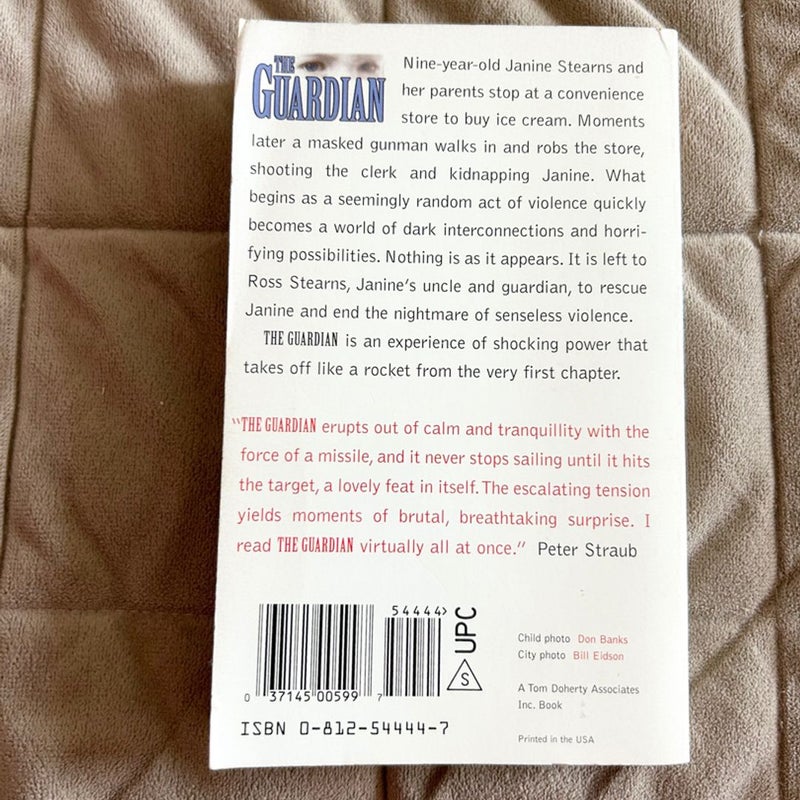 THE
GUARDIAN
Nine-year-old Janine Stearns and
her parents stop at a convenience
store to buy ice cream. Moments
later a masked gunman walks in and robs the store,
shooting the clerk and kidnapping Janine. What
begins as a seemingly random act of violence quickly
becomes a world of dark interconnections and horri-
fying possibilities. Nothing is as it appears. It is left to
Ross Stearns, Janine's uncle and guardian, to rescue
Janine and end the nightmare of senseless violence.
THE GUARDIAN is an experience of shocking power that
takes off like a rocket from the very first chapter.
"THE GUARDIAN erupts out of calm and tranquillity with the
force of a missile, and it never stops sailing until it hits
the target, a lovely feat in itself. The escalating tension
yields moments of brutal, breathtaking surprise. I
read THE GUARDIAN virtually all at once." Peter Straub
54444>
UPC
S
0 37145 00599 7
ISBN 0-812-54444-7
Child photo Don Banks
City photo Bill Eidson
A Tom Doherty Associates
Inc. Book
Printed in the USA